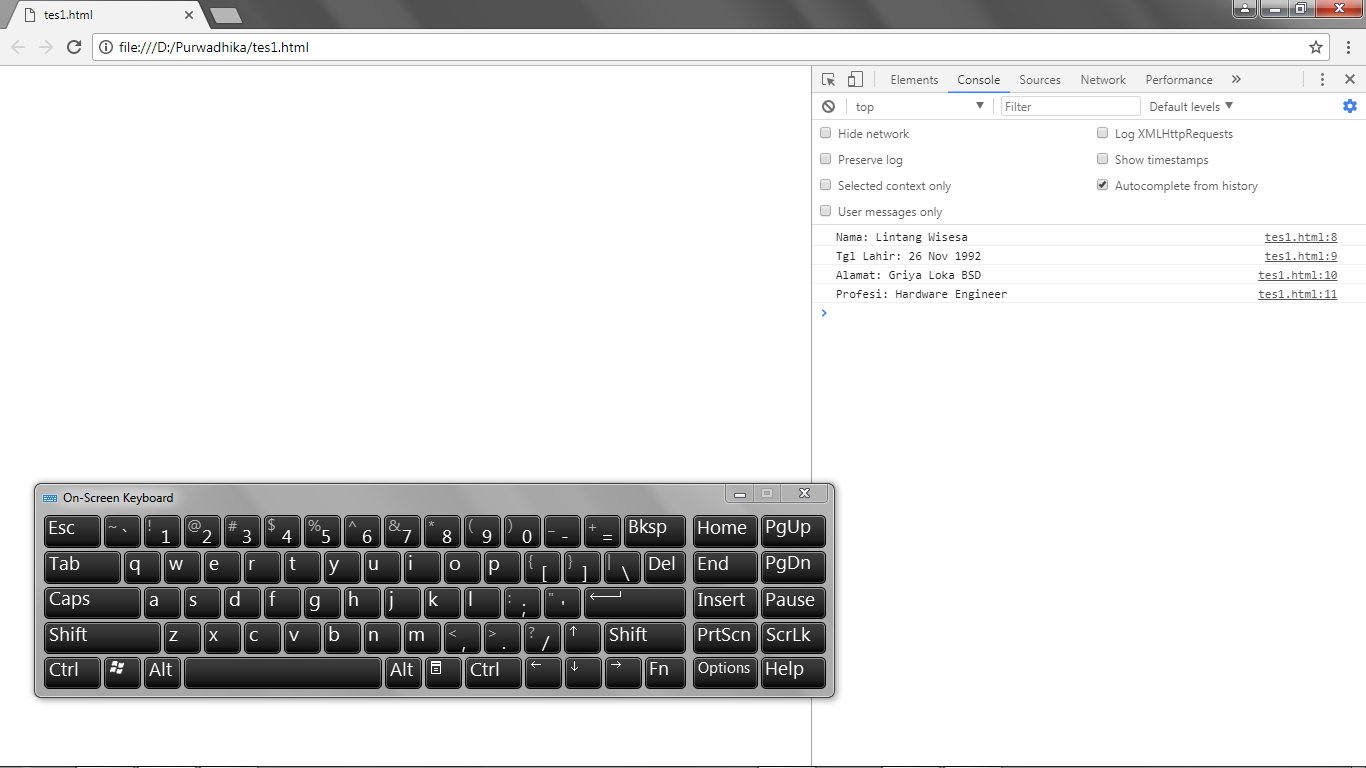 tes1.html
file:///D:/Purwadhika/tes1.html
Elements Console Sources Network Performance »
top Filter Default levels
Hide network Log XMLHttpRequests
Preserve log Show timestamps
Selected context only Autocomplete from history
User messages only
Nama: Lintang Wisesa tes1.html:8
Tgl Lahir: 26 Nov 1992 tes1.html:9
Alamat: Griya Loka BSD tes1.html:10
Profesi: Hardware Engineer tes1.html:11
>
On-Screen Keyboard
Esc ~ ` ! 1 @ 2 # 3 $ 4 % 5 ^ 6 & 7 * 8 ( 9 ) 0 _ - + = Bksp Home PgUp
Tab q w e r t y u i o p { [ } ] | \ Del End PgDn
Caps a s d f g h j k l : ; " ' Insert Pause
Shift z x c v b n m < , > . ? / ↑ Shift PrtScn ScrLk
Ctrl Alt Alt Ctrl ← ↓ → Fn Options Help